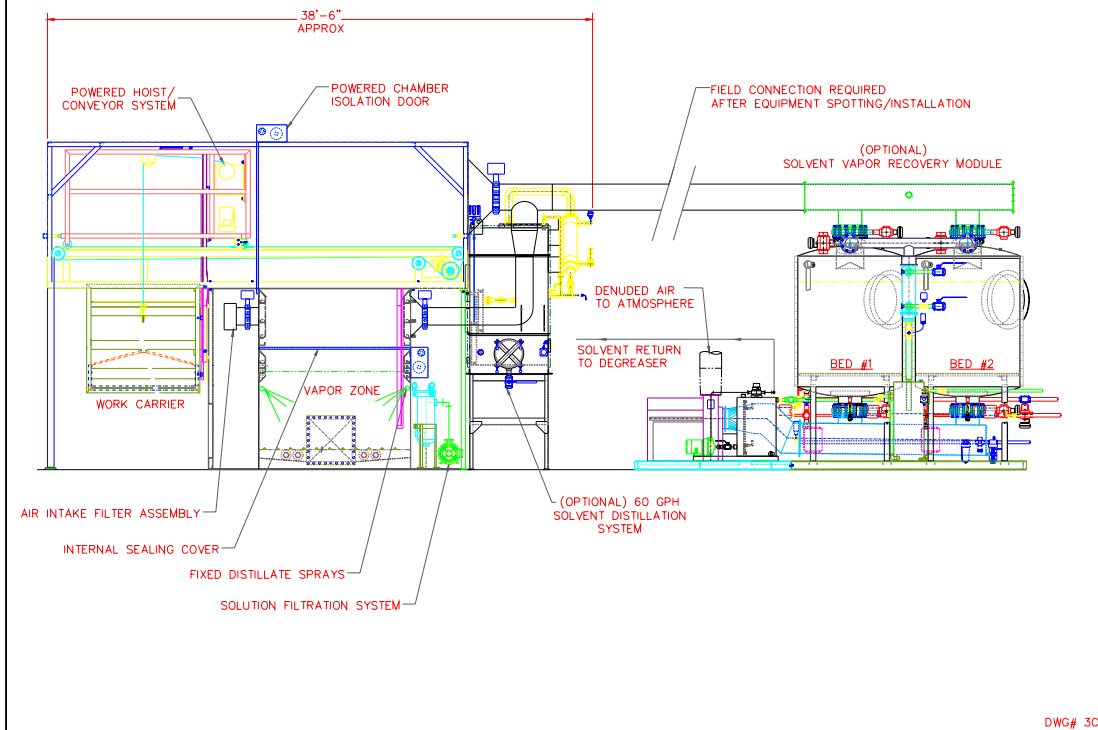 38'-6"
APPROX
POWERED HOIST/
CONVEYOR SYSTEM
POWERED CHAMBER
ISOLATION DOOR
FIELD CONNECTION REQUIRED
AFTER EQUIPMENT SPOTTING/INSTALLATION
(OPTIONAL)
SOLVENT VAPOR RECOVERY MODULE
DENUDED AIR
TO ATMOSPHERE
SOLVENT RETURN
TO DEGREASER
BED #1
BED #2
WORK CARRIER
VAPOR ZONE
AIR INTAKE FILTER ASSEMBLY
(OPTIONAL) 60 GPH
SOLVENT DISTILLATION
SYSTEM
INTERNAL SEALING COVER
FIXED DISTILLATE SPRAYS
SOLUTION FILTRATION SYSTEM
DWG# 3C